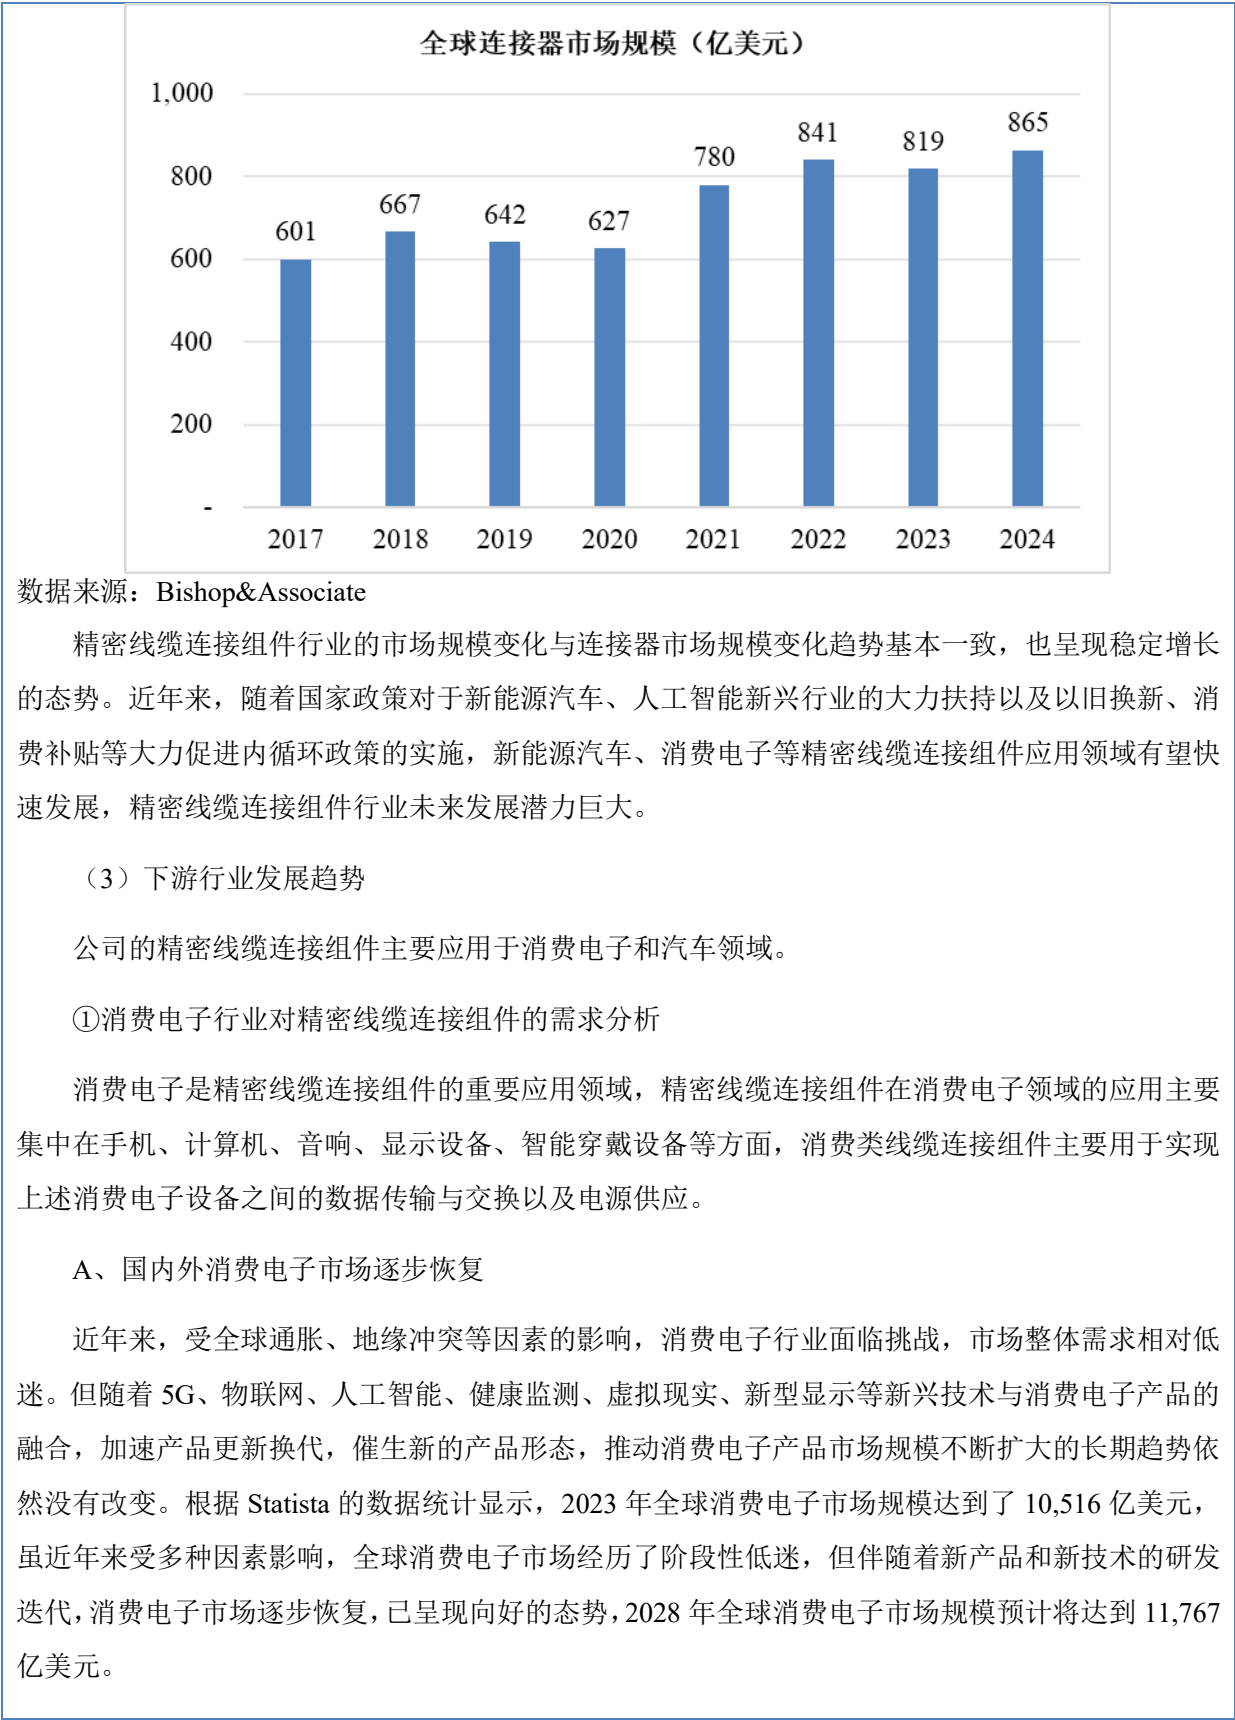 全球连接器市场规模（亿美元）
1,000
800
600
400
200
-
601
667
642
627
780
841
819
865
2017 2018 2019 2020 2021 2022 2023 2024
数据来源：Bishop&Associate
精密线缆连接组件行业的市场规模变化与连接器市场规模变化趋势基本一致，也呈现稳定增长
的态势。近年来，随着国家政策对于新能源汽车、人工智能新兴行业的大力扶持以及以旧换新、消
费补贴等大力促进内循环政策的实施，新能源汽车、消费电子等精密线缆连接组件应用领域有望快
速发展，精密线缆连接组件行业未来发展潜力巨大。
（3）下游行业发展趋势
公司的精密线缆连接组件主要应用于消费电子和汽车领域。
①消费电子行业对精密线缆连接组件的需求分析
消费电子是精密线缆连接组件的重要应用领域，精密线缆连接组件在消费电子领域的应用主要
集中在手机、计算机、音响、显示设备、智能穿戴设备等方面，消费类线缆连接组件主要用于实现
上述消费电子设备之间的数据传输与交换以及电源供应。
A、国内外消费电子市场逐步恢复
近年来，受全球通胀、地缘冲突等因素的影响，消费电子行业面临挑战，市场整体需求相对低
迷。但随着 5G、物联网、人工智能、健康监测、虚拟现实、新型显示等新兴技术与消费电子产品的
融合，加速产品更新换代，催生新的产品形态，推动消费电子产品市场规模不断扩大的长期趋势依
然没有改变。根据 Statista 的数据统计显示，2023 年全球消费电子市场规模达到了 10,516 亿美元，
虽近年来受多种因素影响，全球消费电子市场经历了阶段性低迷，但伴随着新产品和新技术的研发
迭代，消费电子市场逐步恢复，已呈现向好的态势，2028 年全球消费电子市场规模预计将达到 11,767
亿美元。